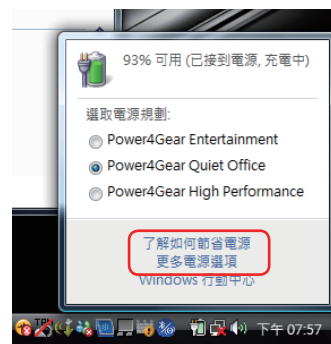 93% 可用 (已接到電源, 充電中)
選取電源規劃:
Power4Gear Entertainment
Power4Gear Quiet Office
Power4Gear High Performance
了解如何節省電源
更多電源選項
Windows 行動中心
下午 07:57